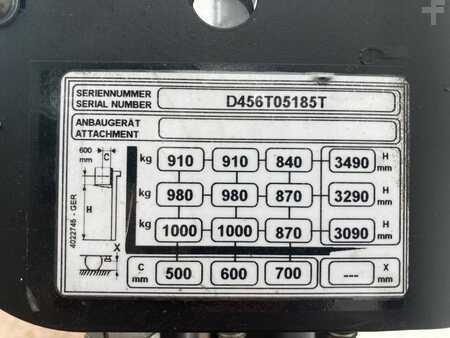 SERIENNUMMER
SERIAL NUMBER D456T05185T
ANBAUGERÄT
ATTACHMENT
600 mm C kg 910 910 840 3490 H mm
H kg 980 980 870 3290 H mm
kg 1000 1000 870 3090 H mm
X C mm 500 600 700 --- X mm
4022745 - GER